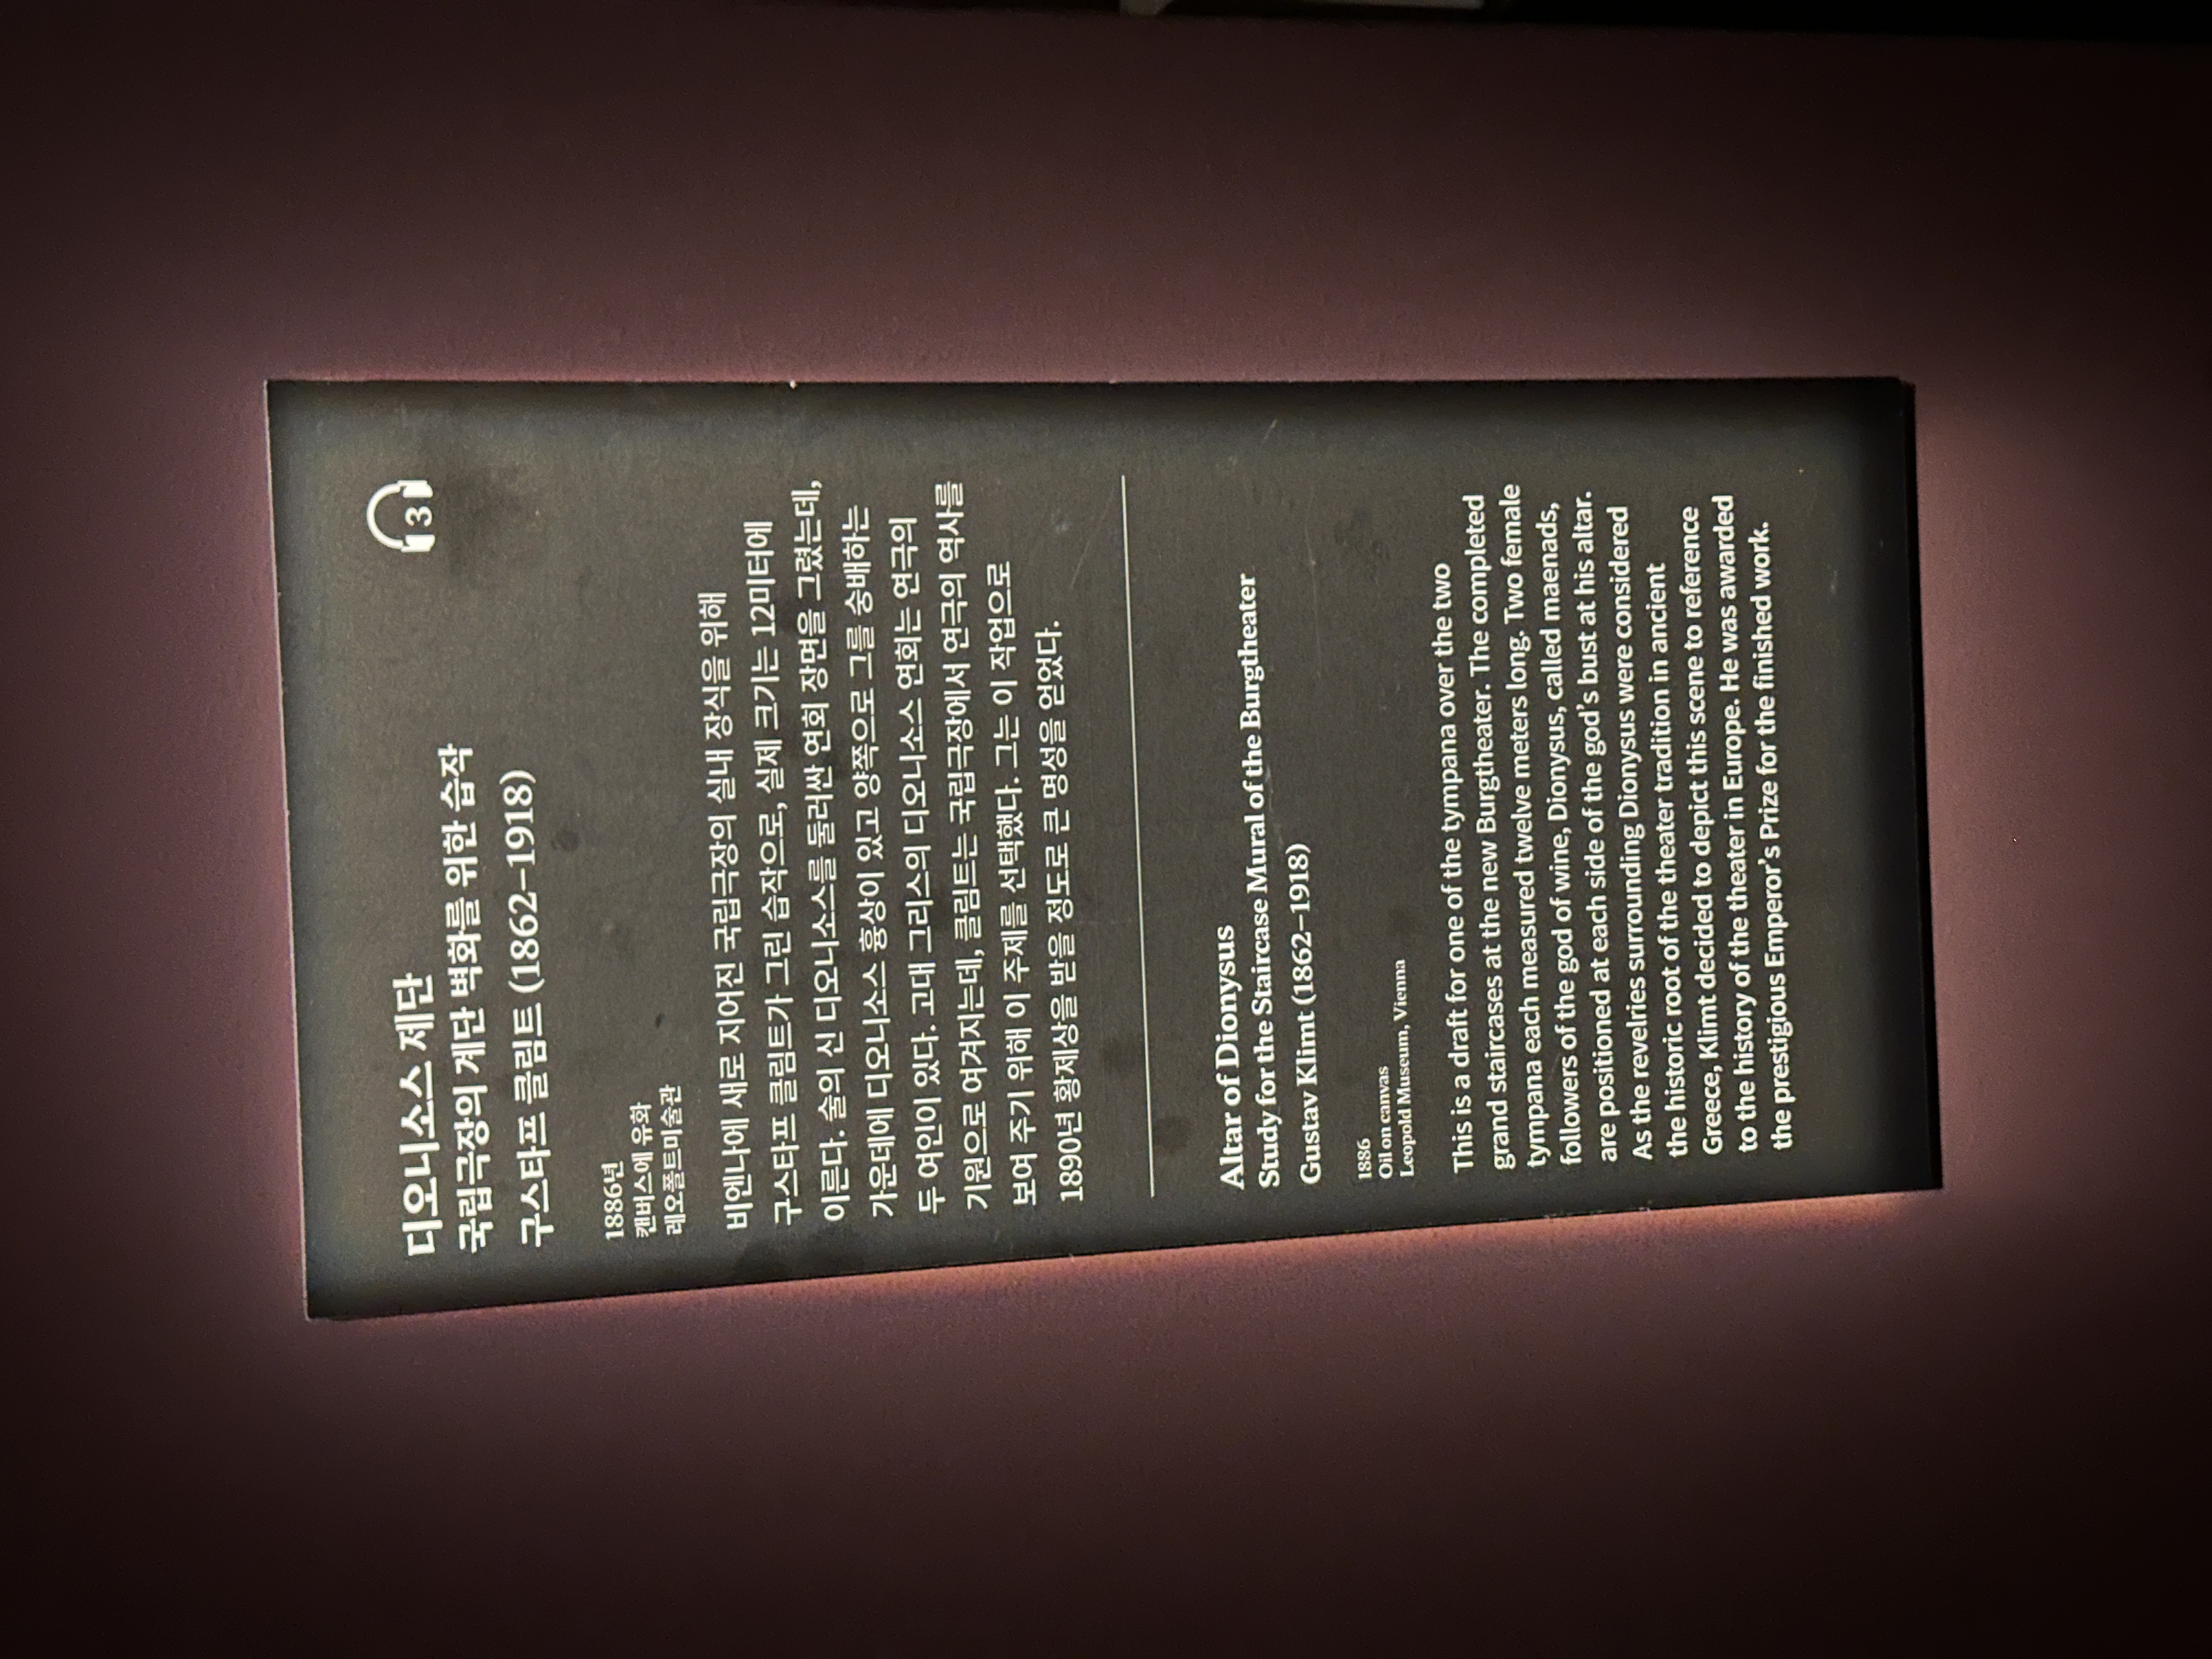 디오니소스 제단
국립극장의 계단 벽화를 위한 습작
구스타프 클림트 (1862–1918)
3
1886년
캔버스에 유화
레오폴트미술관
비엔나에 새로 지어진 국립극장의 실내 장식을 위해
구스타프 클림트가 그린 습작으로, 실제 크기는 12미터에
이른다. 술의 신 디오니소스를 둘러싼 연회 장면을 그렸는데,
가운데에 디오니소스 흉상이 있고 양쪽으로 그를 숭배하는
두 여인이 있다. 고대 그리스의 디오니소스 연회는 연극의
기원으로 여겨지는데, 클림트는 국립극장에서 연극의 역사를
보여 주기 위해 이 주제를 선택했다. 그는 이 작업으로
1890년 황제상을 받을 정도로 큰 명성을 얻었다.
Altar of Dionysus
Study for the Staircase Mural of the Burgtheater
Gustav Klimt (1862–1918)
1886
Oil on canvas
Leopold Museum, Vienna
This is a draft for one of the tympana over the two
grand staircases at the new Burgtheater. The completed
tympana each measured twelve meters long. Two female
followers of the god of wine, Dionysus, called maenads,
are positioned at each side of the god's bust at his altar.
As the revelries surrounding Dionysus were considered
the historic root of the theater tradition in ancient
Greece, Klimt decided to depict this scene to reference
to the history of the theater in Europe. He was awarded
the prestigious Emperor's Prize for the finished work.